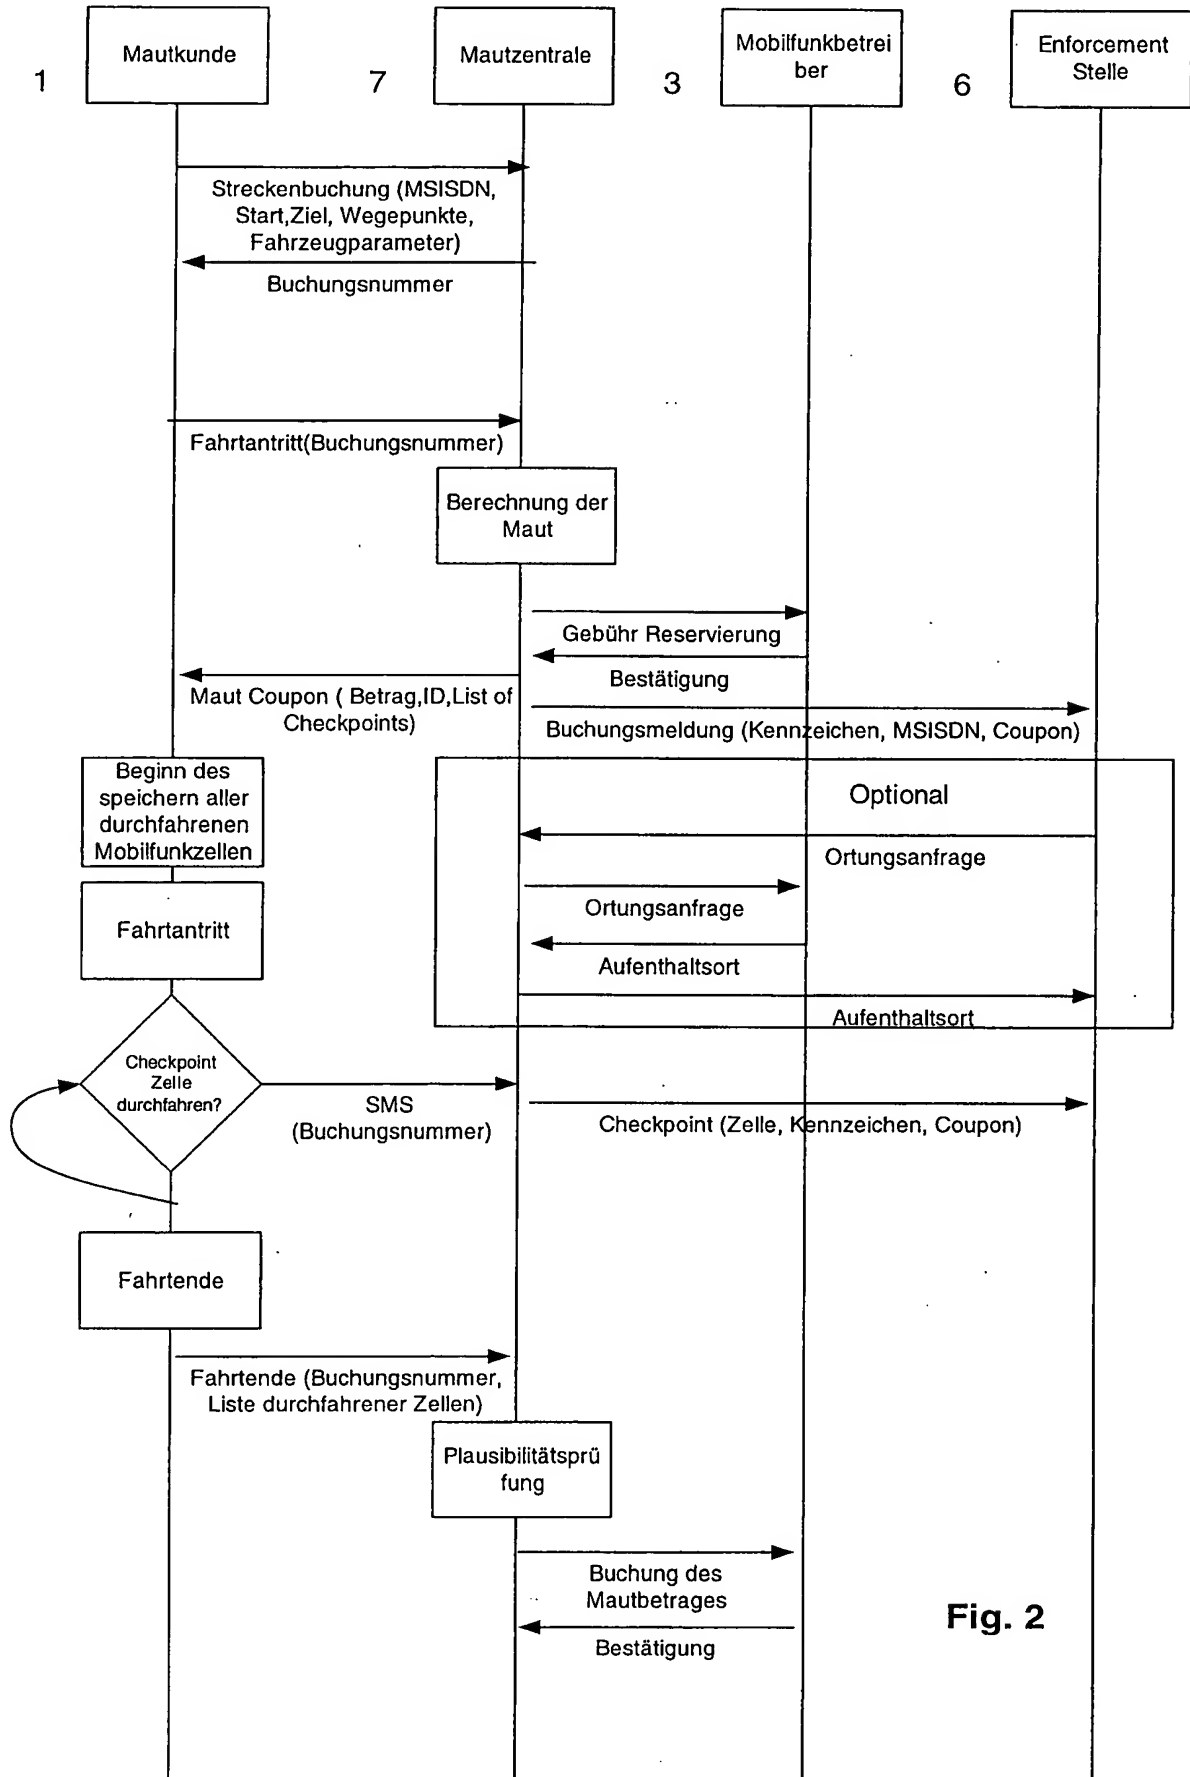 1
Mautkunde
7
Mautzentrale
3
Mobilfunkbetrei
ber
6
Enforcement
Stelle
Streckenbuchung (MSISDN,
Start,Ziel, Wegepunkte,
Fahrzeugparameter)
Buchungsnummer
Fahrtantritt(Buchungsnummer)
Berechnung der
Maut
Gebühr Reservierung
Bestätigung
Maut Coupon ( Betrag,ID,List of
Checkpoints)
Buchungsmeldung (Kennzeichen, MSISDN, Coupon)
Beginn des
speichern aller
durchfahrenen
Mobilfunkzellen
Optional
Ortungsanfrage
Ortungsanfrage
Fahrtantritt
Aufenthaltsort
Aufenthaltsort
Checkpoint
Zelle
durchfahren?
SMS
(Buchungsnummer)
Checkpoint (Zelle, Kennzeichen, Coupon)
Fahrtende
Fahrtende (Buchungsnummer,
Liste durchfahrener Zellen)
Plausibilitätsprü
fung
Buchung des
Mautbetrages
Bestätigung
Fig. 2